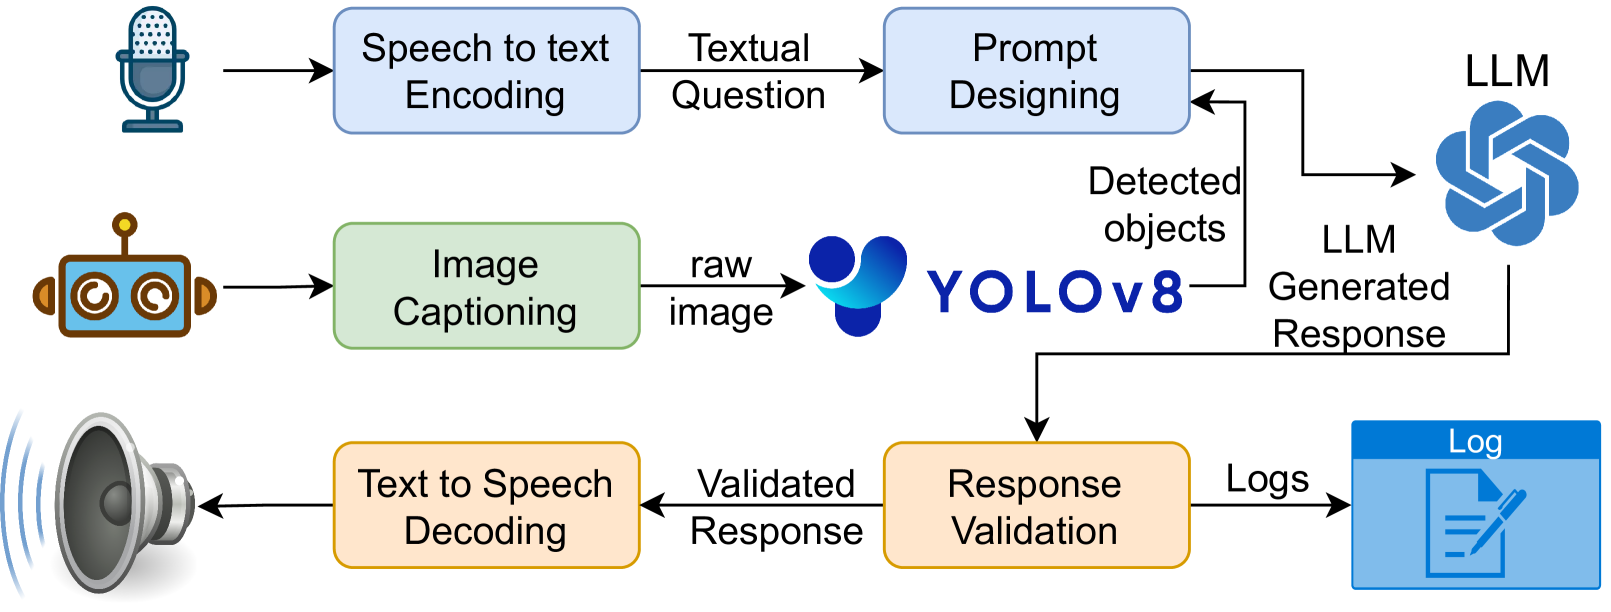 Speech to text
Encoding
Textual
Question
Prompt
Designing
LLM
Image
Captioning
raw
image
YOLOv8
Detected
objects
LLM
Generated
Response
Text to Speech
Decoding
Validated
Response
Response
Validation
Logs
Log